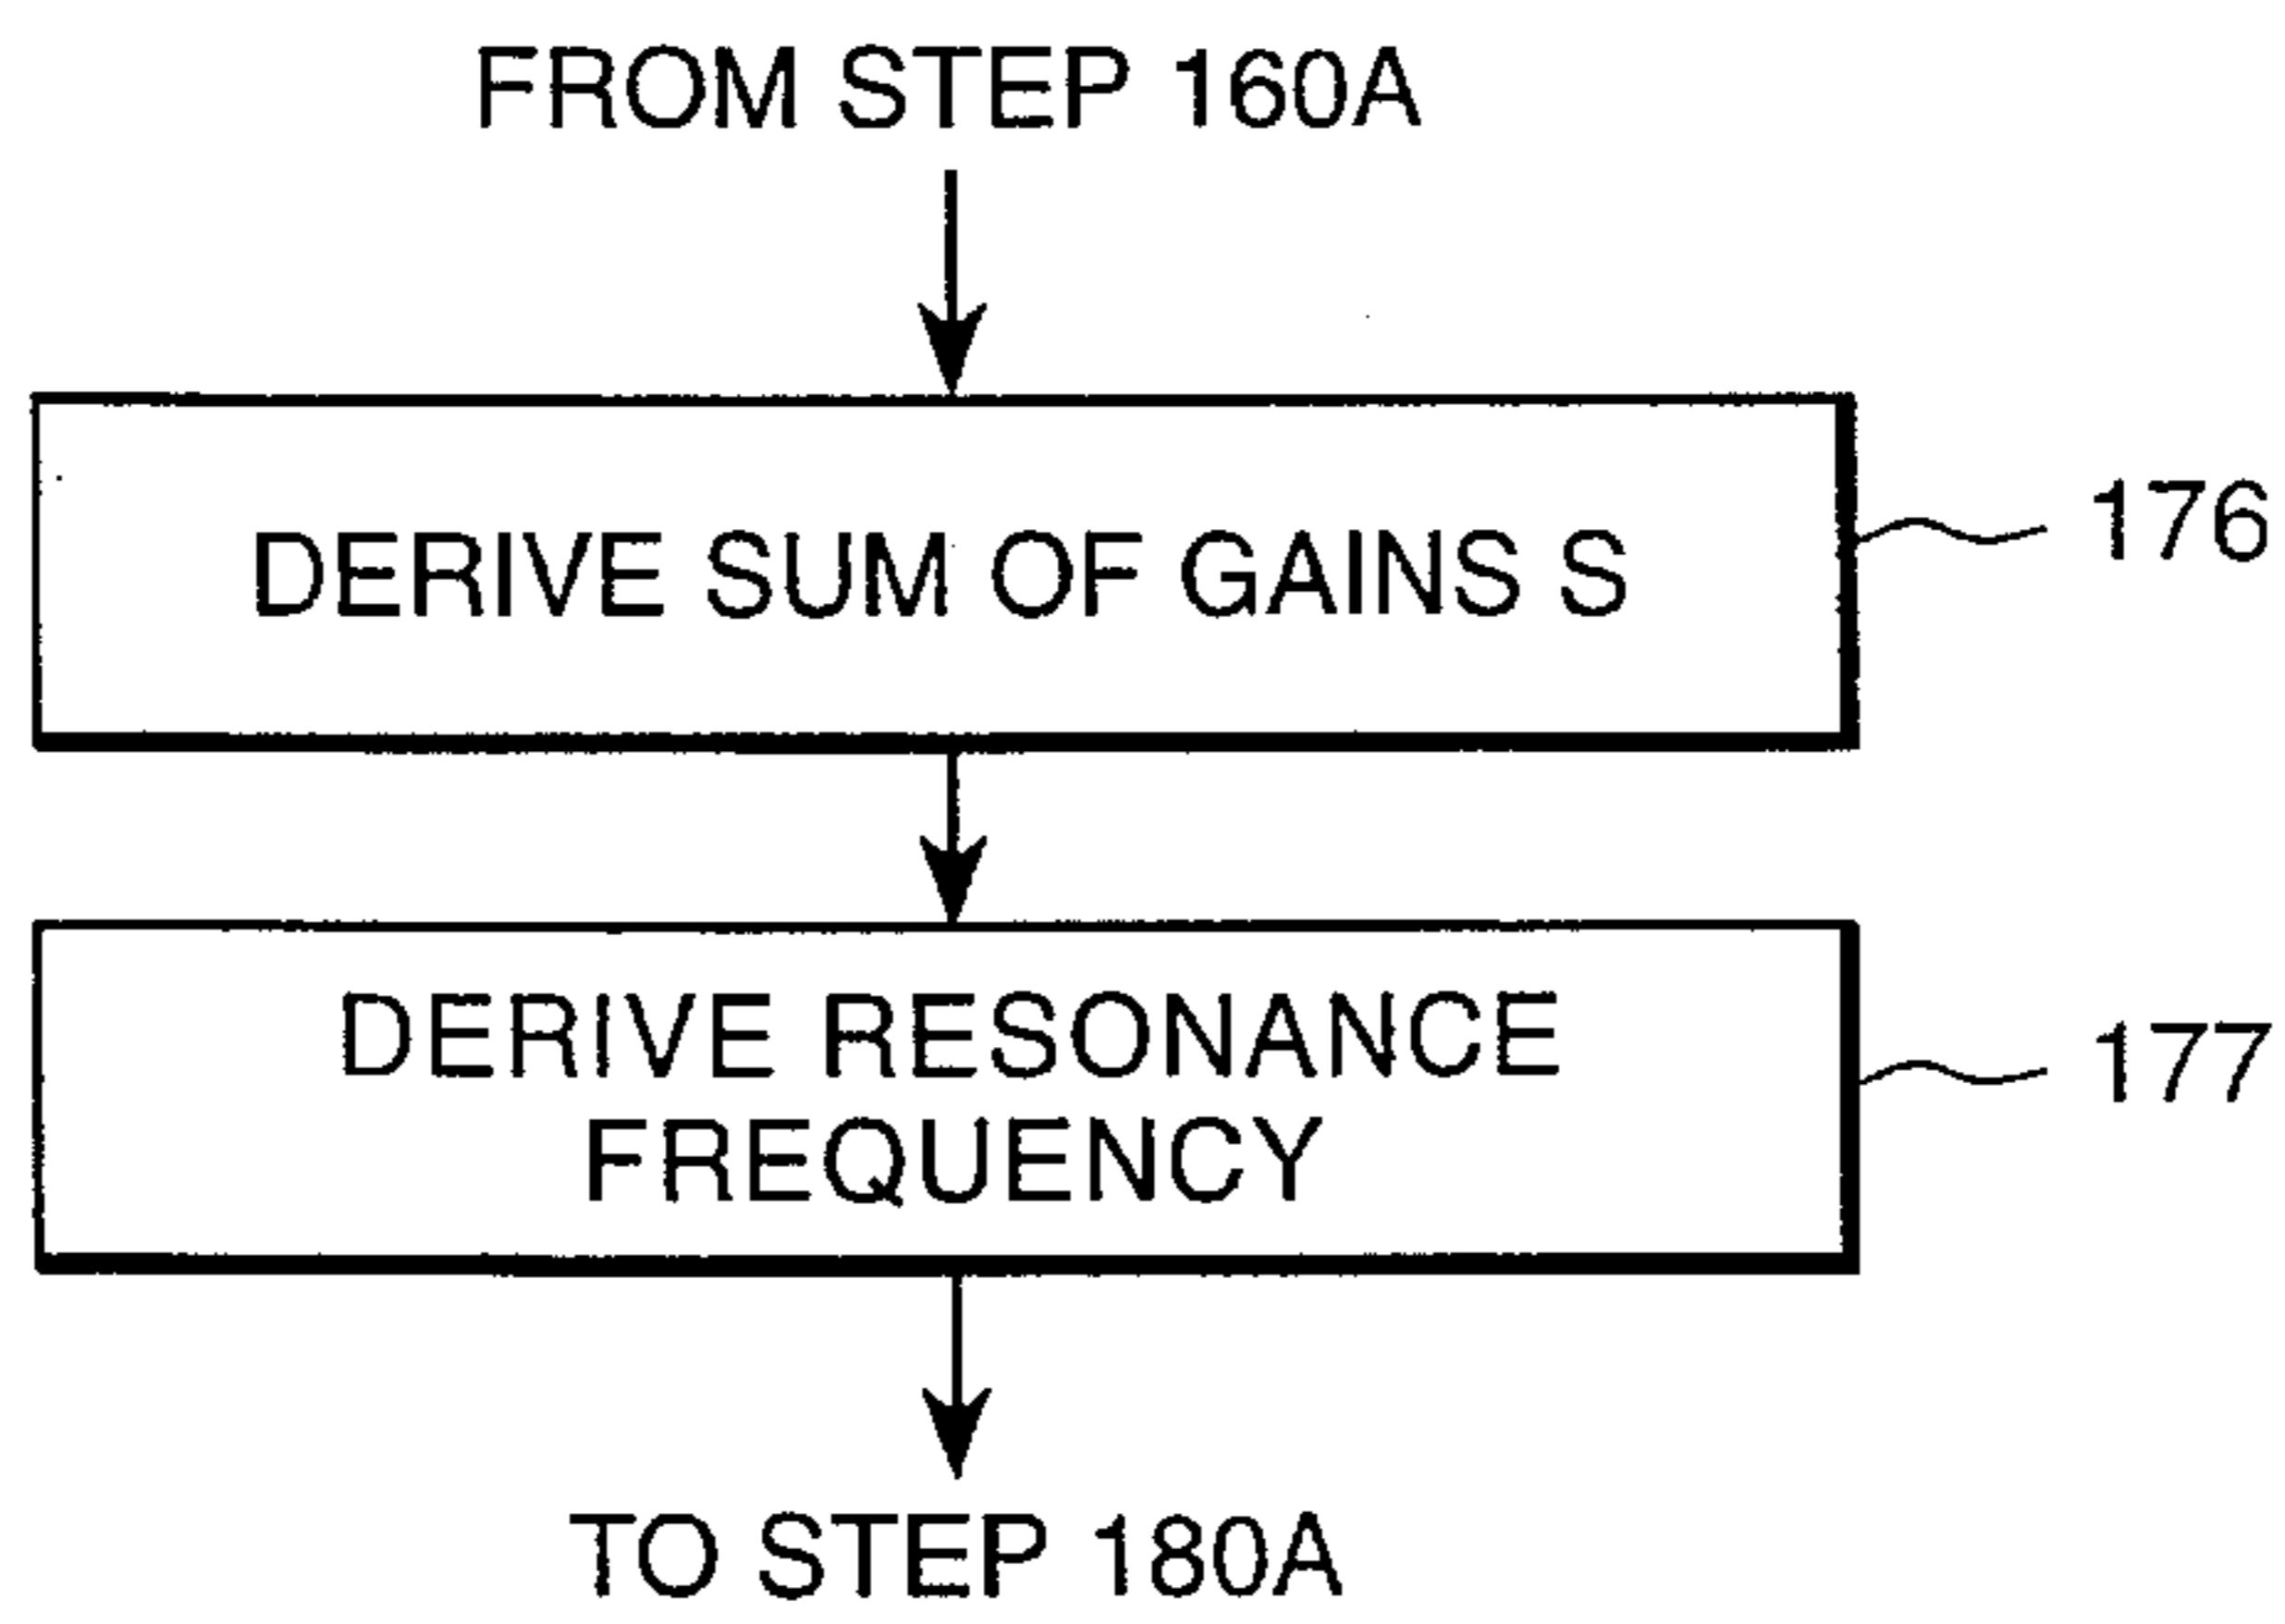 FROM STEP 160A
DERIVE SUM OF GAINS S
176
DERIVE RESONANCE
FREQUENCY
177
TO STEP 180A